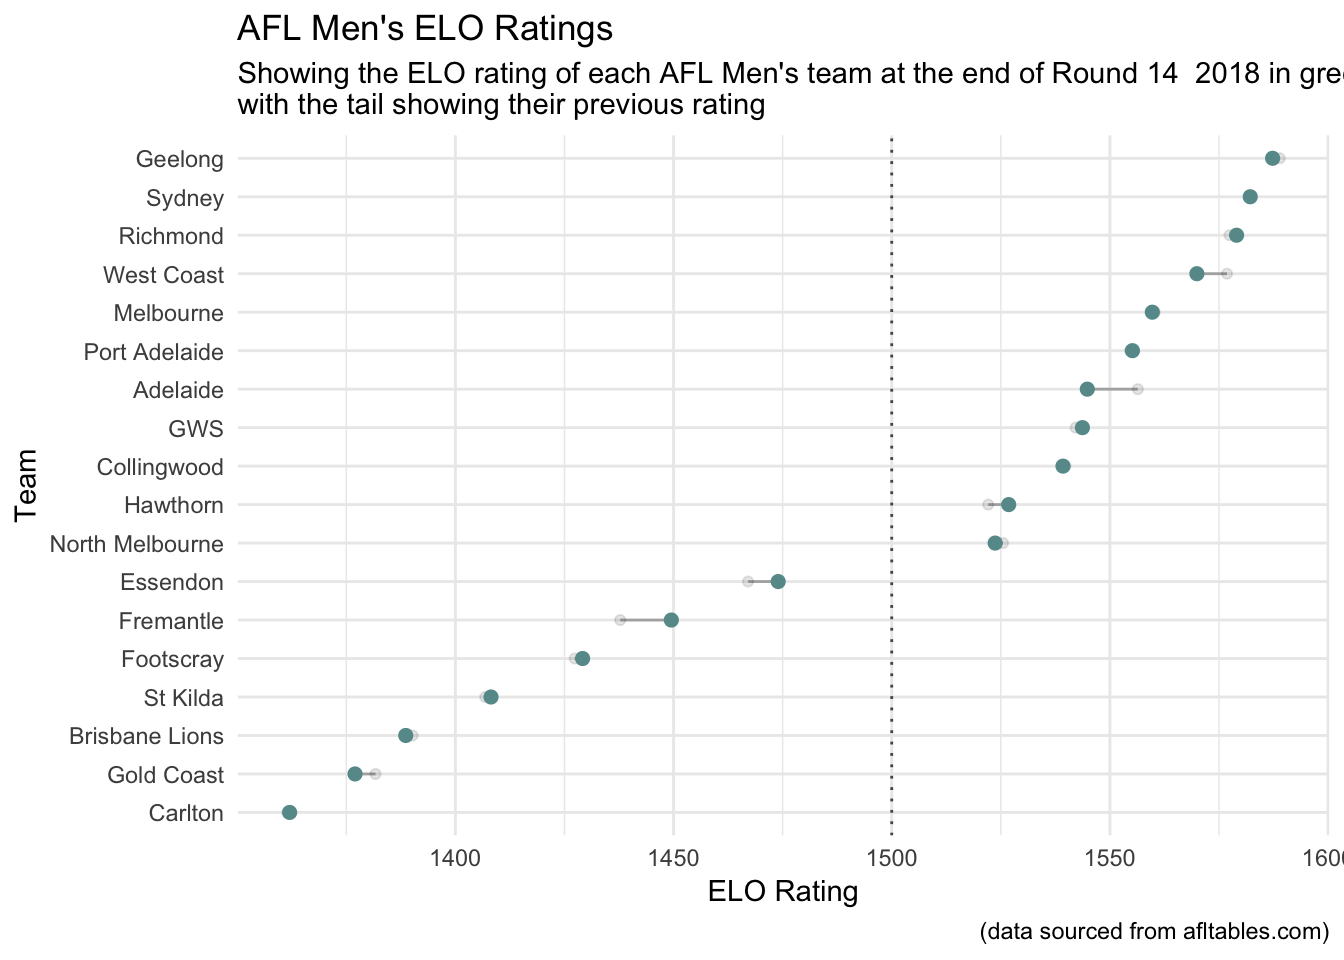 AFL Men's ELO Ratings
Showing the ELO rating of each AFL Men's team at the end of Round 14  2018 in
with the tail showing their previous rating
Geelong
Sydney
Richmond
West Coast
Melbourne
Port Adelaide
Adelaide
GWS
Collingwood
Hawthorn
North Melbourne
Essendon
Fremantle
Footscray
St Kilda
Brisbane Lions
Gold Coast
Carlton
Team
1400 1450 1500 1550 160
ELO Rating
(data sourced from afltables.com)